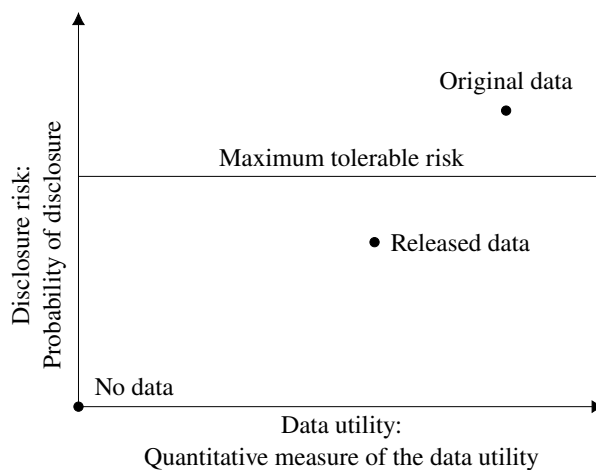 Original data
Maximum tolerable risk
Released data
No data
Disclosure risk:
Probability of disclosure
Data utility:
Quantitative measure of the data utility